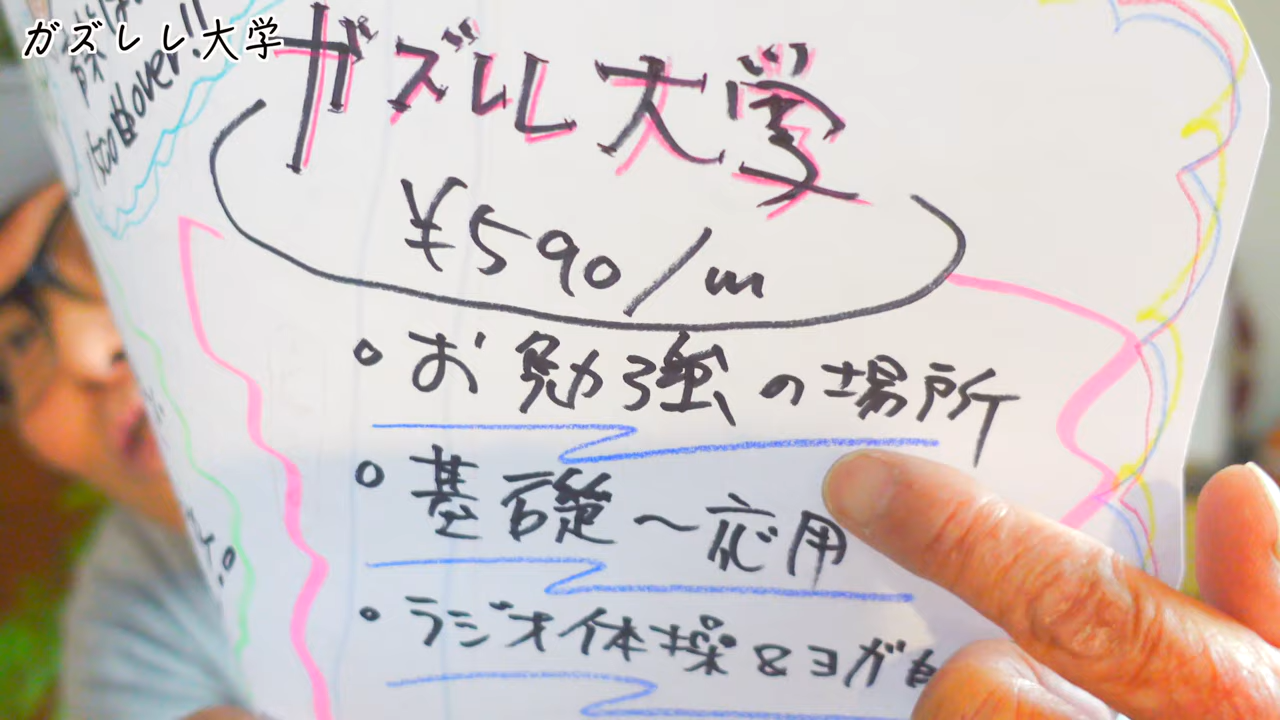 ガズレレ大学
ガズレレ大学
¥590/m
・お勉強の場所
・基礎〜応用
・ラジオ体操&ヨガ